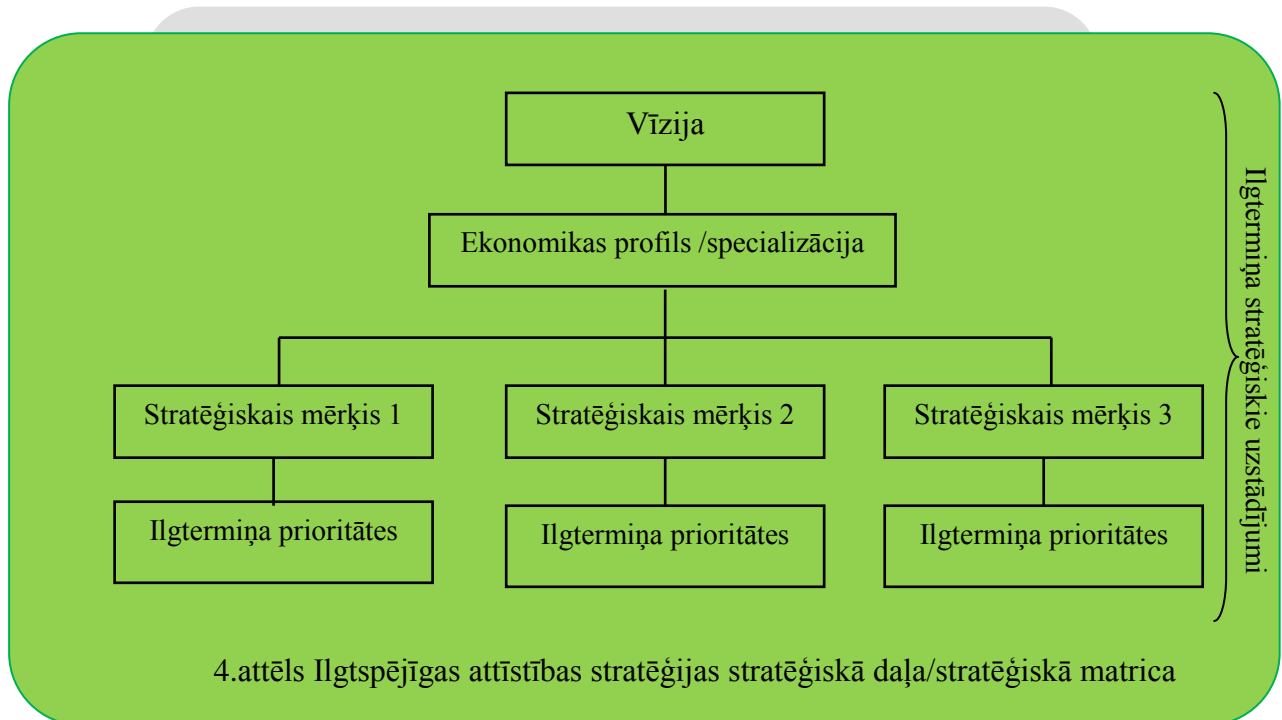 Vīzija
Ekonomikas profils /specializācija
Stratēģiskais mērķis 1
Stratēģiskais mērķis 2
Stratēģiskais mērķis 3
Ilgtermiņa prioritātes
Ilgtermiņa prioritātes
Ilgtermiņa prioritātes
Ilgtermiņa stratēģiskie uzstādījumi
4.attēls Ilgtspējīgas attīstības stratēģijas stratēģiskā daļa/stratēģiskā matrica